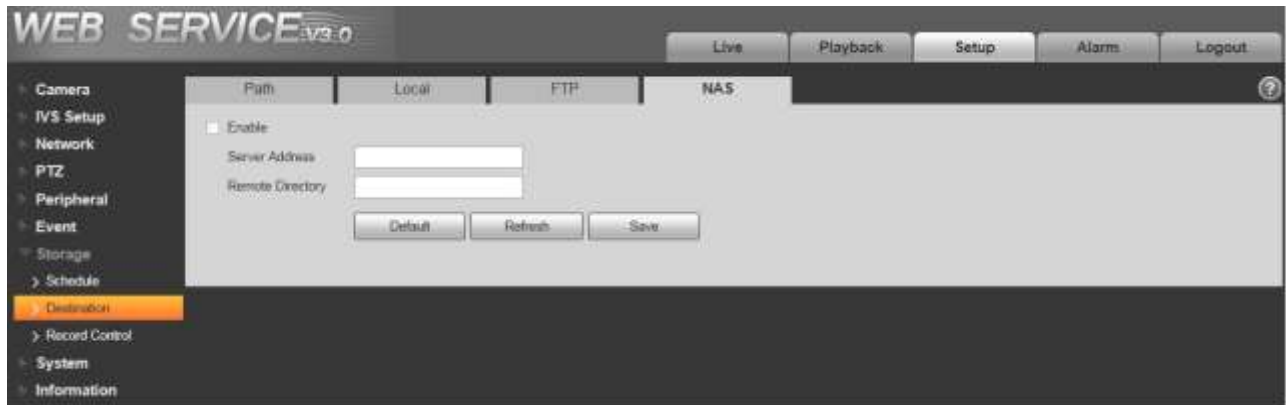 WEB SERVICE V3.0
Live Playback Setup Alarm Logout
Camera
IVS Setup
Network
PTZ
Peripheral
Event
Storage
Schedule
Destination
Record Control
System
Information
Path Local FTP NAS
Enable
Server Address
Remote Directory
Default Refresh Save
?